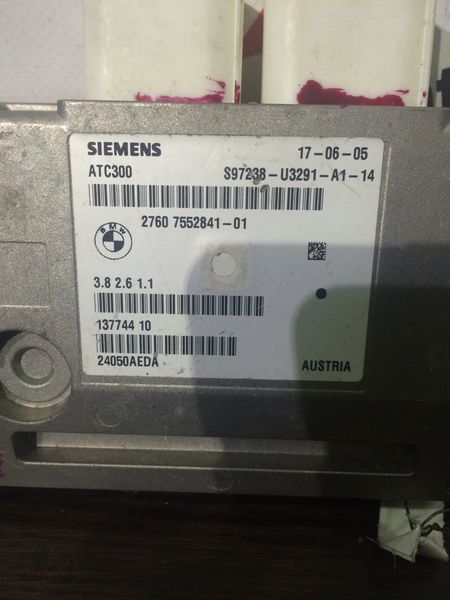 SIEMENS 17-06-05
ATC300 S97238-U3291-A1-14
BMW 2760 7552841-01
3.8 2.6 1.1
137744 10
24050AEDA AUSTRIA